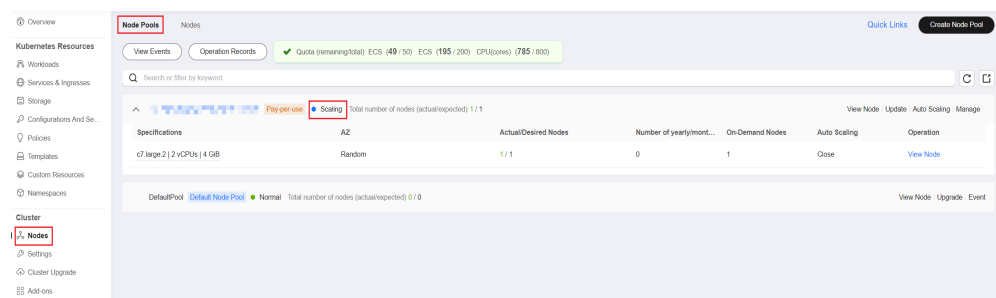 Overview
Kubernetes Resources
Workloads
Services & Ingresses
Storage
Configurations And Se...
Policies
Templates
Custom Resources
Namespaces
Cluster
Nodes
Settings
Cluster Upgrade
Add-ons
Node Pools Nodes Quick Links Create Node Pool
View Events Operation Records Quota (remaining/total): ECS (49 / 50) ECS (195 / 200) CPU(cores) (785 / 800)
Search or filter by keyword.
Pay-per-use Scaling Total number of nodes (actual/expected) 1 / 1 View Node Update Auto Scaling Manage
Specifications AZ Actual/Desired Nodes Number of yearly/mont... On-Demand Nodes Auto Scaling Operation
c7.large.2 | 2 vCPUs | 4 GiB Random 1 / 1 0 1 Close View Node
DefaultPool Default Node Pool Normal Total number of nodes (actual/expected) 0 / 0 View Node Upgrade Event